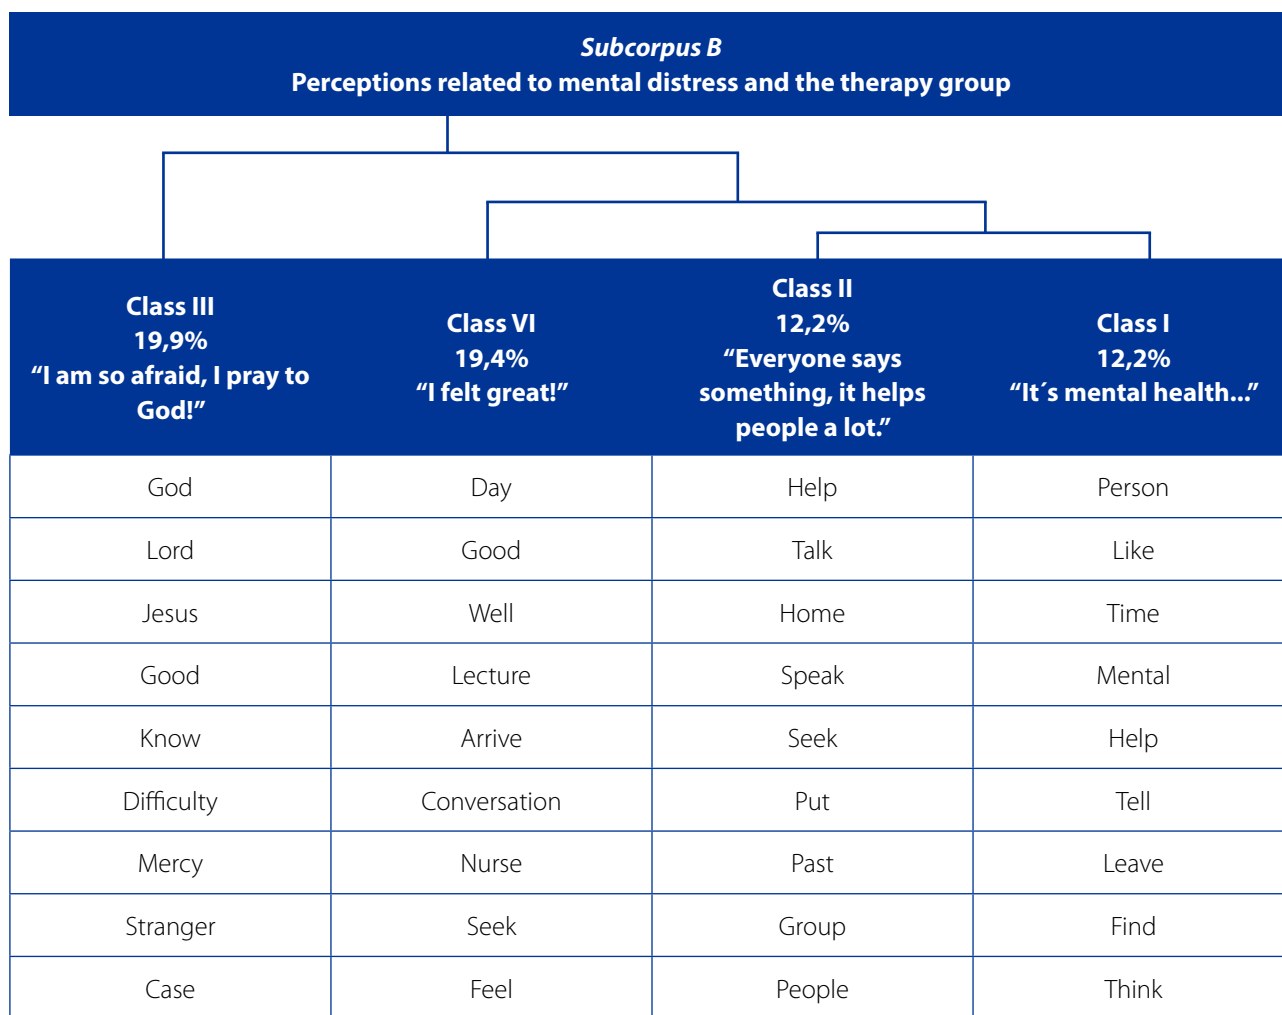 Subcorpus B
Perceptions related to mental distress and the therapy group
Class III
19,9%
“I am so afraid, I pray to
God!”
Class VI
19,4%
“I felt great!”
Class II
12,2%
“Everyone says
something, it helps
people a lot.”
Class I
12,2%
“It´s mental health...”
God Day Help Person
Lord Good Talk Like
Jesus Well Home Time
Good Lecture Speak Mental
Know Arrive Seek Help
Difficulty Conversation Put Tell
Mercy Nurse Past Leave
Stranger Seek Group Find
Case Feel People Think